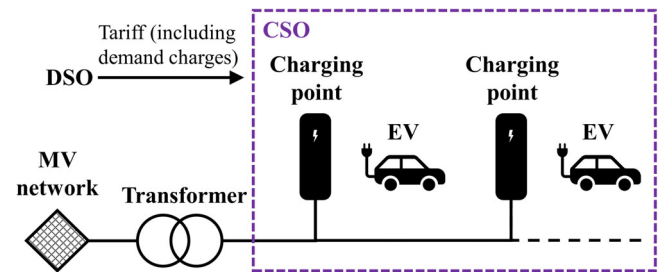 Tariff (including
demand charges)
DSO
CSO
Charging
point
Charging
point
EV
EV
MV
network
Transformer